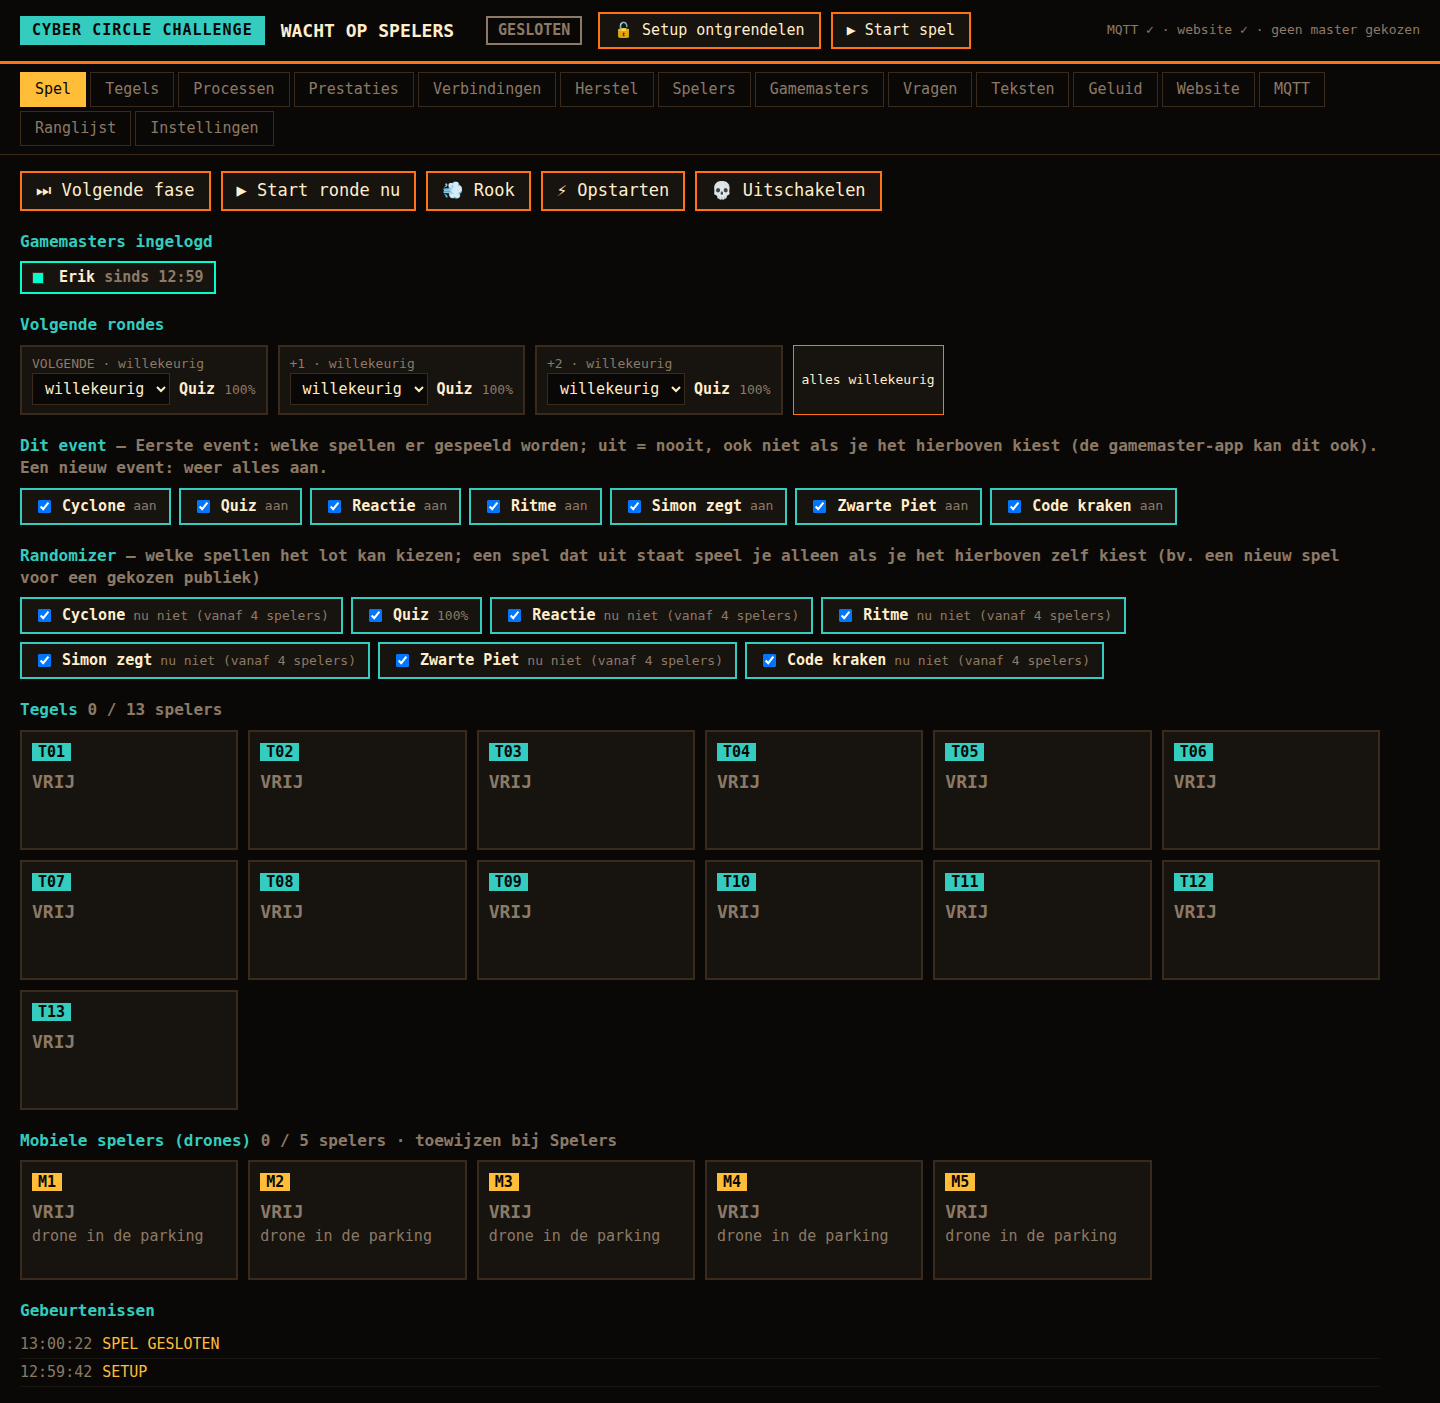 CYBER CIRCLE CHALLENGE WACHT OP SPELERS GESLOTEN 🔓 Setup ontgrendelen ▶ Start spel MQTT ✓ · website ✓ · geen master gekozen
Spel Tegels Processen Prestaties Verbindingen Herstel Spelers Gamemasters Vragen Teksten Geluid Website MQTT
Ranglijst Instellingen
⏭ Volgende fase ▶ Start ronde nu 💨 Rook ⚡ Opstarten 💀 Uitschakelen
Gamemasters ingelogd
Erik sinds 12:59
Volgende rondes
VOLGENDE · willekeurig +1 · willekeurig +2 · willekeurig
willekeurig Quiz 100% willekeurig Quiz 100% willekeurig Quiz 100% alles willekeurig
Dit event — Eerste event: welke spellen er gespeeld worden; uit = nooit, ook niet als je het hierboven kiest (de gamemaster-app kan dit ook).
Een nieuw event: weer alles aan.
Cyclone aan Quiz aan Reactie aan Ritme aan Simon zegt aan Zwarte Piet aan Code kraken aan
Randomizer — welke spellen het lot kan kiezen; een spel dat uit staat speel je alleen als je het hierboven zelf kiest (bv. een nieuw spel
voor een gekozen publiek)
Cyclone nu niet (vanaf 4 spelers) Quiz 100% Reactie nu niet (vanaf 4 spelers) Ritme nu niet (vanaf 4 spelers)
Simon zegt nu niet (vanaf 4 spelers) Zwarte Piet nu niet (vanaf 4 spelers) Code kraken nu niet (vanaf 4 spelers)
Tegels 0 / 13 spelers
T01 T02 T03 T04 T05 T06
VRIJ VRIJ VRIJ VRIJ VRIJ VRIJ
T07 T08 T09 T10 T11 T12
VRIJ VRIJ VRIJ VRIJ VRIJ VRIJ
T13
VRIJ
Mobiele spelers (drones) 0 / 5 spelers · toewijzen bij Spelers
M1 M2 M3 M4 M5
VRIJ VRIJ VRIJ VRIJ VRIJ
drone in de parking drone in de parking drone in de parking drone in de parking drone in de parking
Gebeurtenissen
13:00:22 SPEL GESLOTEN
12:59:42 SETUP